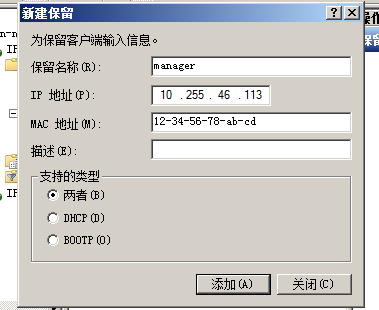 新建保留
为保留客户端输入信息。
保留名称(R): manager
IP 地址(P): 10 .255 .46 .113
MAC 地址(M): 12-34-56-78-ab-cd
描述(E):
支持的类型
两者(B)
DHCP(D)
BOOTP(O)
添加(A) 关闭(C)